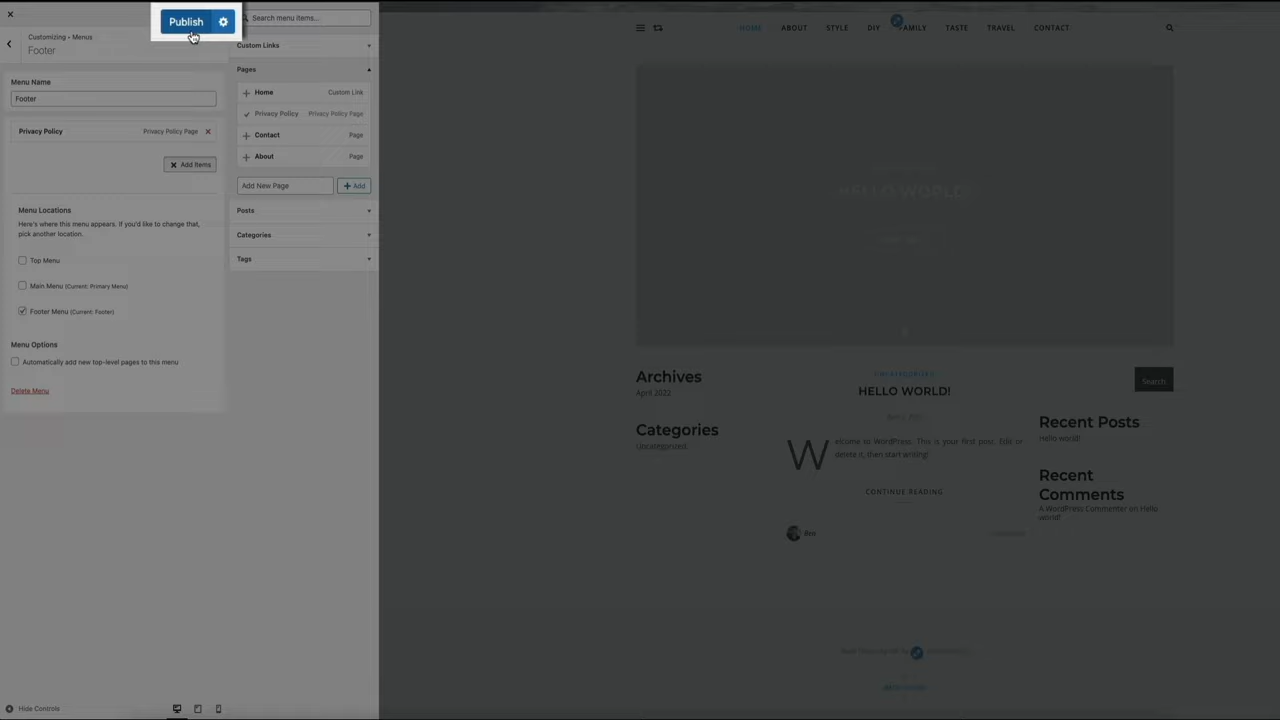 Publish
Search menu items...
Customizing • Menus
Footer
Menu Name
Footer
Privacy Policy Privacy Policy Page
Add Items
Menu Locations
Here's where this menu appears. If you'd like to change that,
pick another location.
Top Menu
Main Menu (Current: Primary Menu)
Footer Menu (Current: Footer)
Menu Options
Automatically add new top-level pages to this menu
Delete Menu
Hide Controls
Custom Links
Pages
Home Custom Link
Privacy Policy Privacy Policy Page
Contact Page
About Page
Add New Page
Add
Posts
Categories
Tags
HOME ABOUT STYLE DIY FAMILY TASTE TRAVEL CONTACT
HELLO WORLD!
Archives
April 2022
Categories
Uncategorized
UNCATEGORIZED
HELLO WORLD!
Welcome to WordPress. This is your first post. Edit or
delete it, then start writing!
CONTINUE READING
Search
Recent Posts
Hello world!
Recent
Comments
A WordPress Commenter on Hello
world!